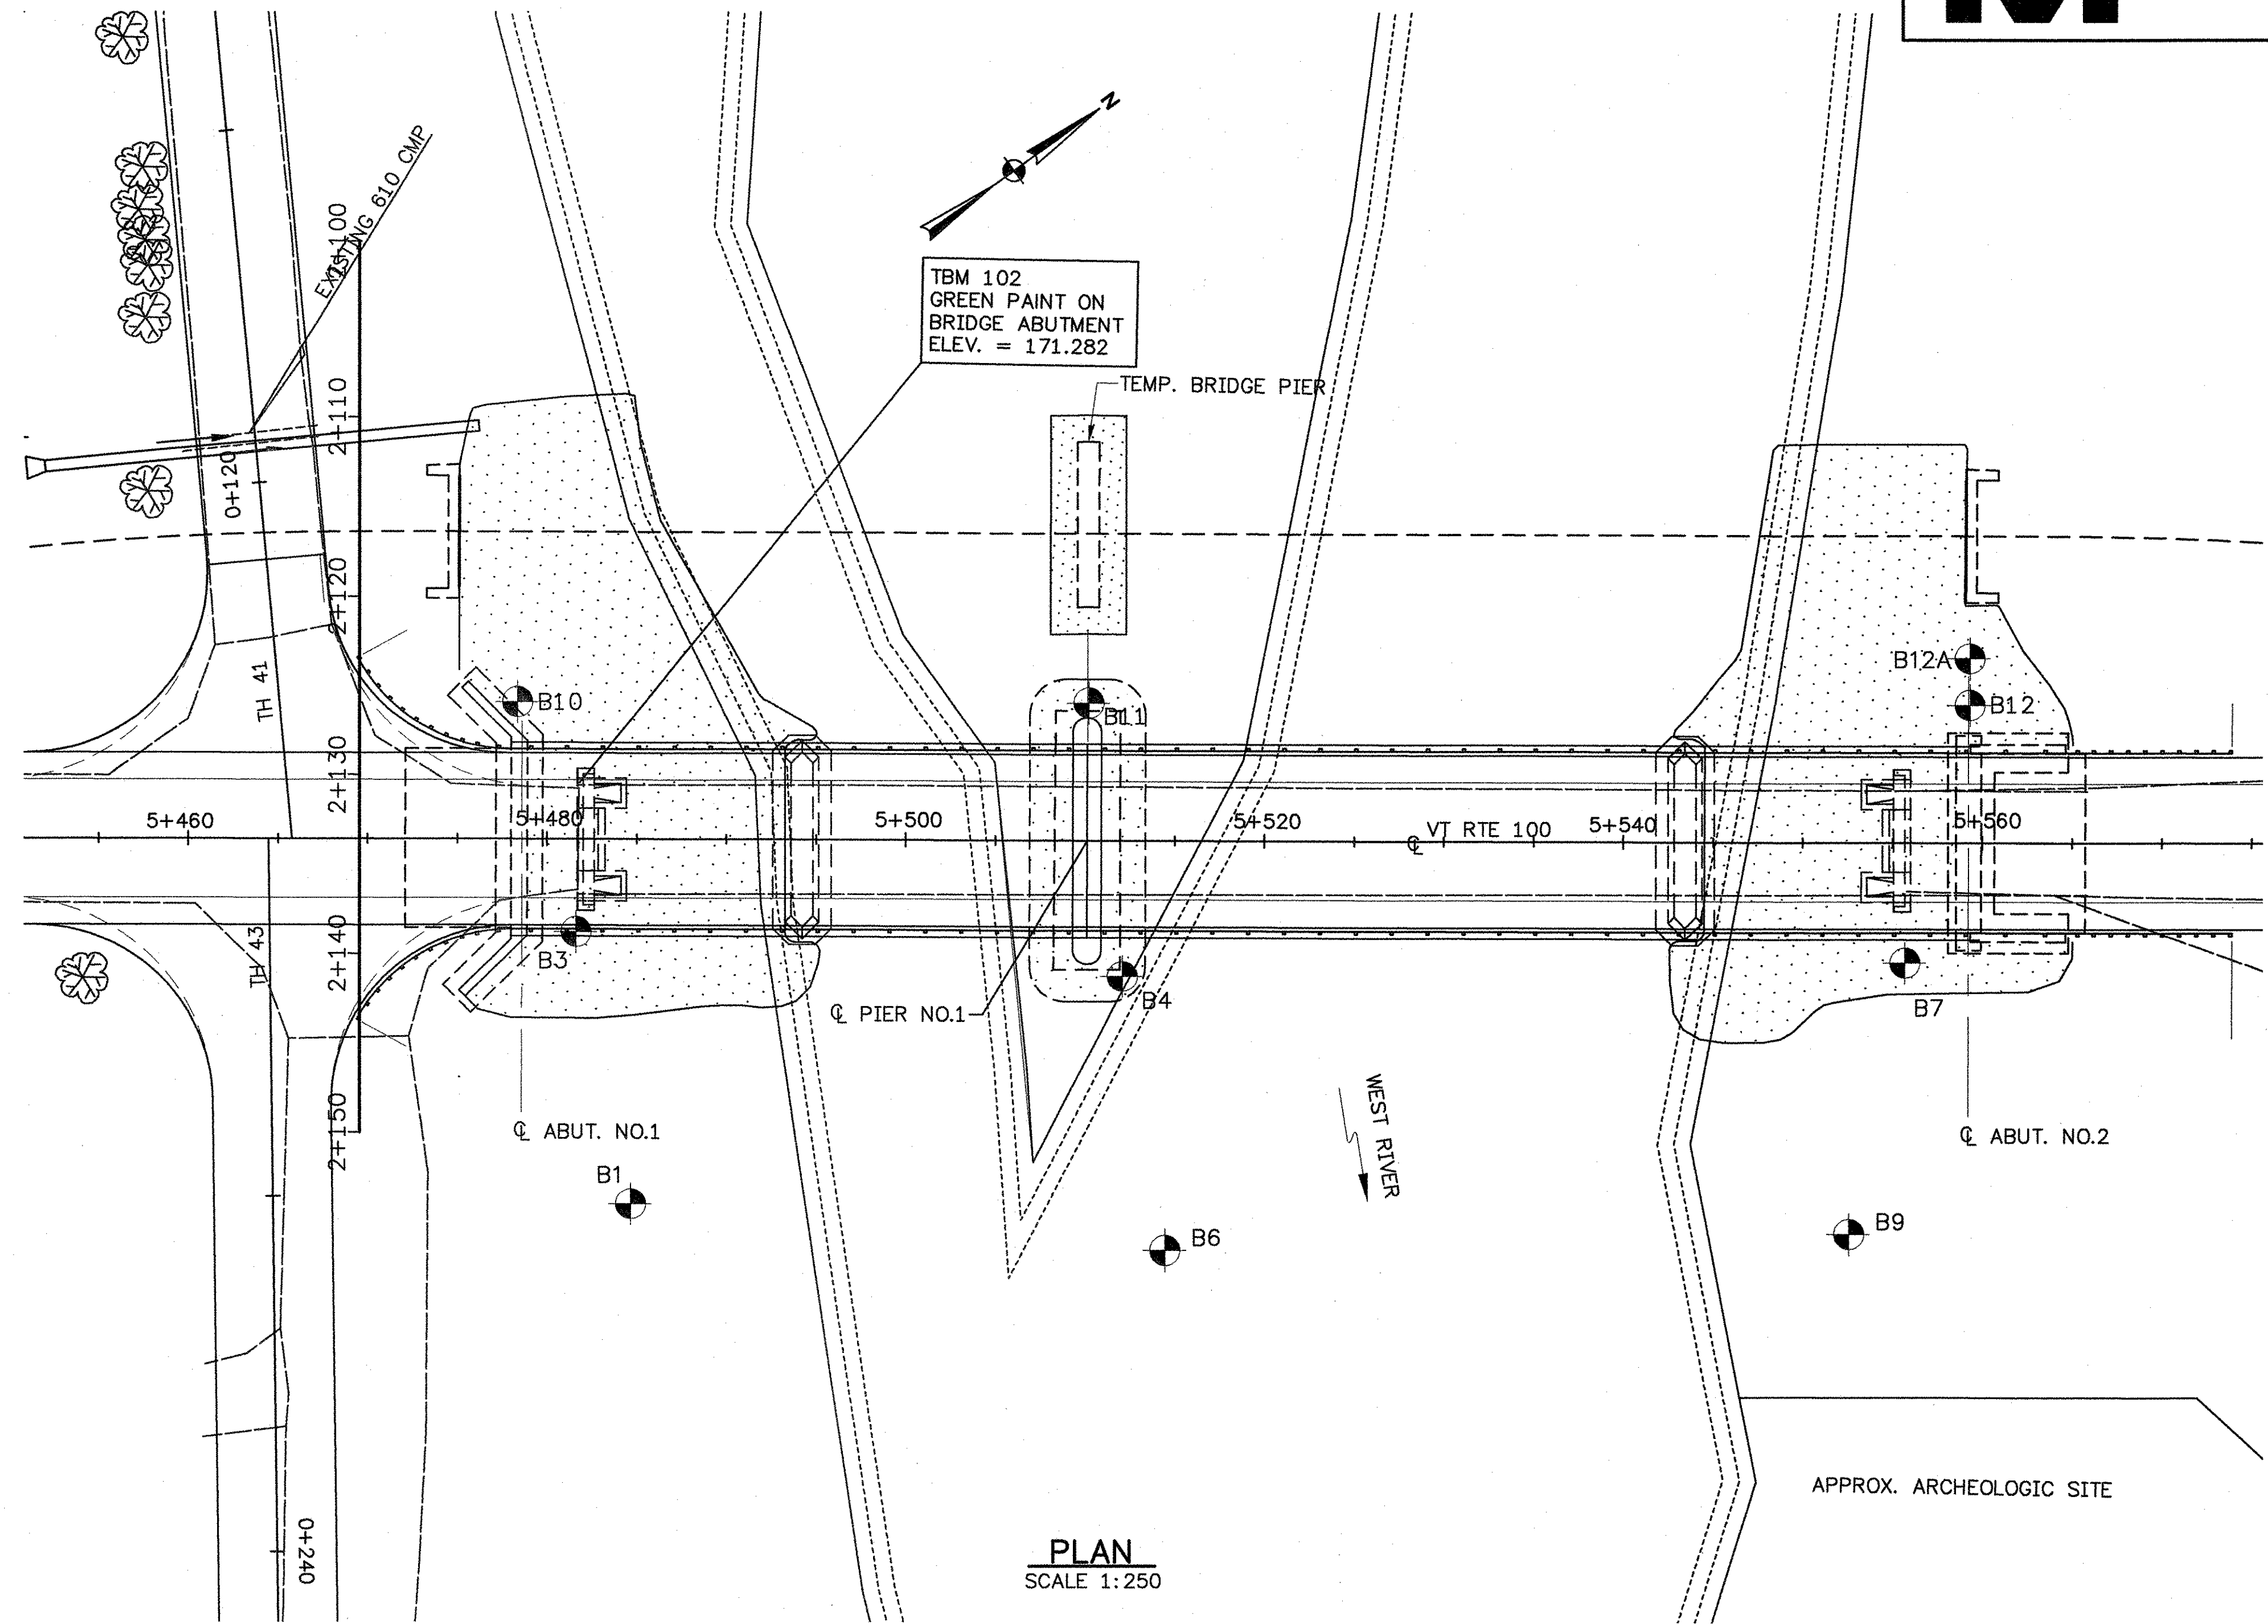 M
N
EXISTING 610 CMP
2+100
TBM 102
GREEN PAINT ON
BRIDGE ABUTMENT
ELEV. = 171.282
TEMP. BRIDGE PIER
2+110
0+120
2+120
TH 41
B10
B11
B12A
B12
2+130
5+460
5+480
5+500
5+520
℄ VT RTE 100
5+540
5+560
TH 43
2+140
B3
℄ PIER NO.1
B4
B7
2+150
℄ ABUT. NO.1
WEST RIVER
℄ ABUT. NO.2
B1
B6
B9
APPROX. ARCHEOLOGIC SITE
0+240
PLAN
SCALE 1:250